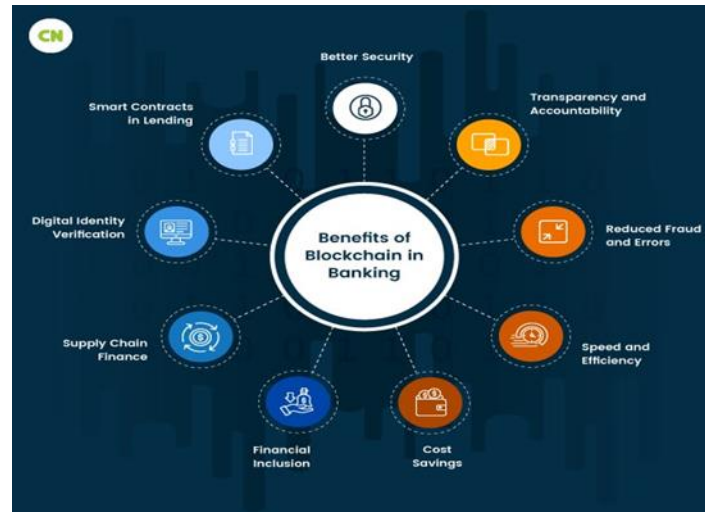 CN
Better Security
Transparency and
Accountability
Reduced Fraud
and Errors
Speed and
Efficiency
Cost
Savings
Financial
Inclusion
Supply Chain
Finance
Digital Identity
Verification
Smart Contracts
in Lending
Benefits of
Blockchain in
Banking